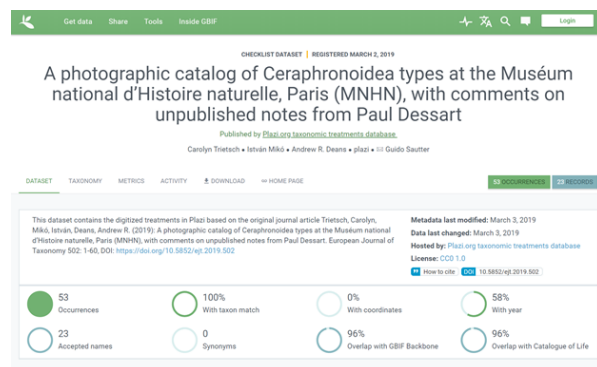 Get data Share Tools Inside GBIF Login
CHECKLIST DATASET | REGISTERED MARCH 2, 2019
A photographic catalog of Ceraphronoidea types at the Muséum
national d'Histoire naturelle, Paris (MNHN), with comments on
unpublished notes from Paul Dessart
Published by Plazi.org taxonomic treatments database
Carolyn Trietsch • István Mikó • Andrew R. Deans • plazi • Guido Sautter
DATASET TAXONOMY METRICS ACTIVITY DOWNLOAD HOME PAGE 53 OCCURRENCES 23 RECORDS
This dataset contains the digitized treatments in Plazi based on the original journal article Trietsch, Carolyn,
Mikó, István, Deans, Andrew R. (2019): A photographic catalog of Ceraphronoidea types at the Muséum national
d'Histoire naturelle, Paris (MNHN), with comments on unpublished notes from Paul Dessart. European Journal of
Taxonomy 502: 1-60, DOI: https://doi.org/10.5852/ejt.2019.502
Metadata last modified: March 3, 2019
Data last changed: March 3, 2019
Hosted by: Plazi.org taxonomic treatments database
License: CC0 1.0
How to cite DOI 10.5852/ejt.2019.502
53
Occurrences
100%
With taxon match
0%
With coordinates
58%
With year
23
Accepted names
0
Synonyms
96%
Overlap with GBIF Backbone
96%
Overlap with Catalogue of Life